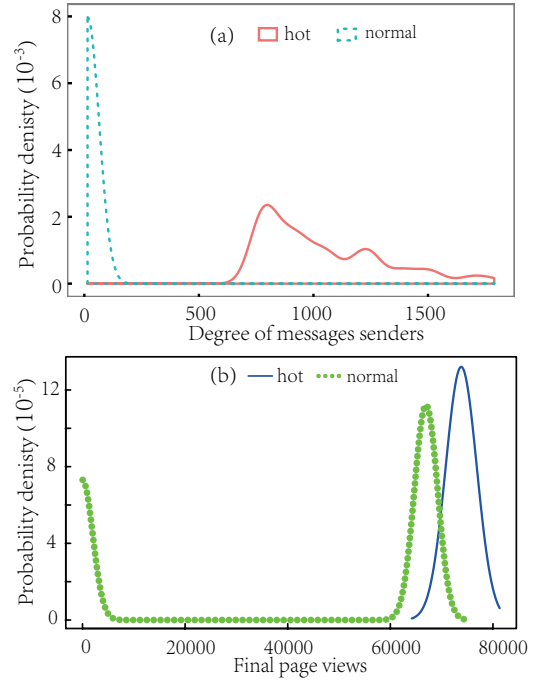 (a) hot normal
Probability denisty (10⁻³)
8
6
4
2
0
0 500 1000 1500
Degree of messages senders
(b) hot normal
Probability denisty (10⁻⁵)
12
8
4
0
0 20000 40000 60000 80000
Final page views